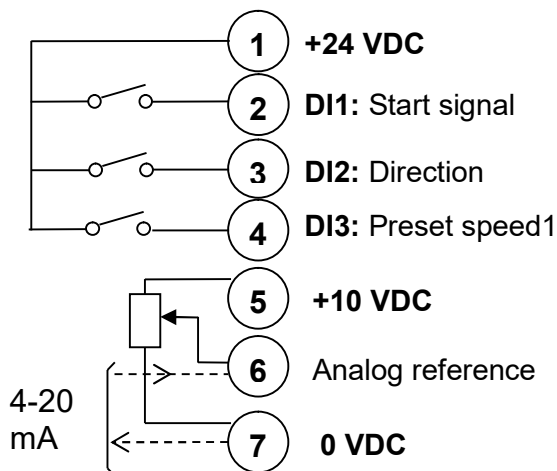 1 +24 VDC
2 DI1: Start signal
3 DI2: Direction
4 DI3: Preset speed1
5 +10 VDC
6 Analog reference
4-20
mA
7 0 VDC